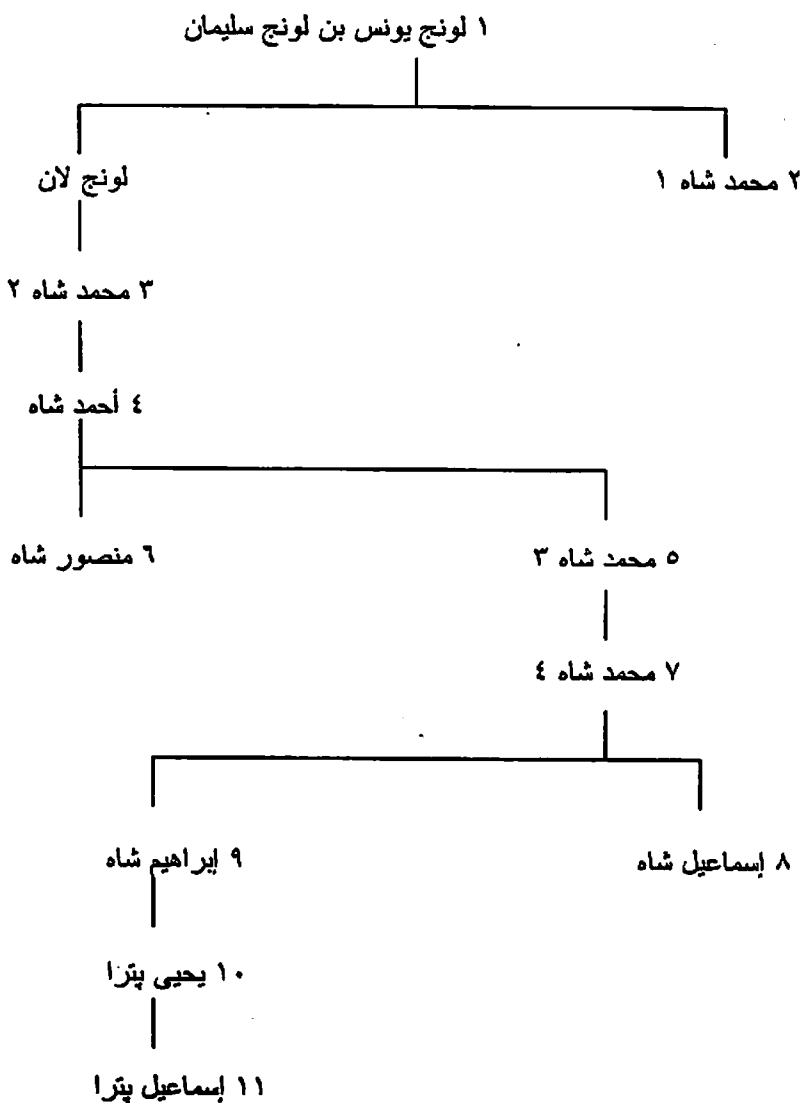 ١ لونج يونس بن لونج سليمان
٢ محمد شاه ١
لونج لان
٣ محمد شاه ٢
٤ أحمد شاه
٥ محمد شاه ٣
٦ منصور شاه
٧ محمد شاه ٤
٨ إسماعيل شاه
٩ إبراهيم شاه
١٠ يحيى پترا
١١ إسماعيل پترا